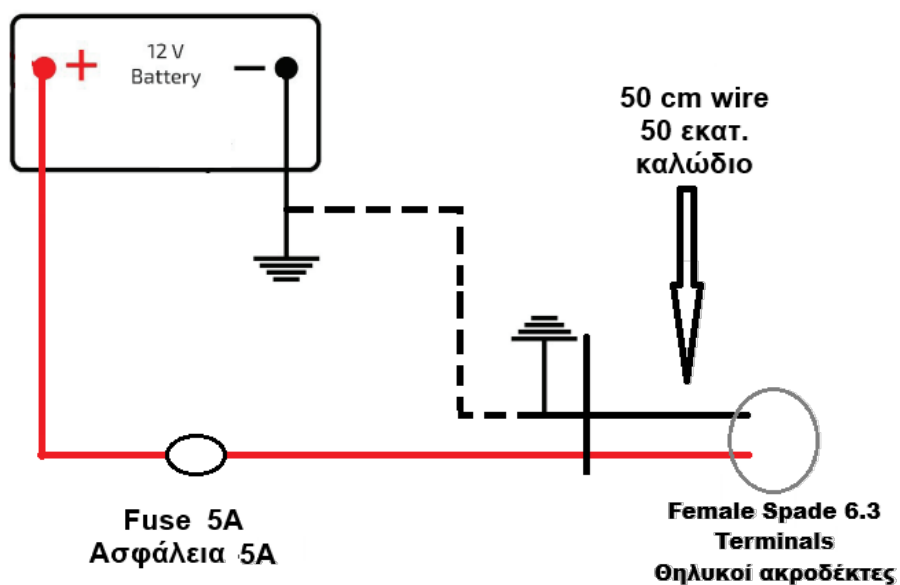 + 12 V –
Battery
50 cm wire
50 εκατ.
καλώδιο
Fuse 5A
Ασφάλεια 5A
Female Spade 6.3
Terminals
Θηλυκοί ακροδέκτες